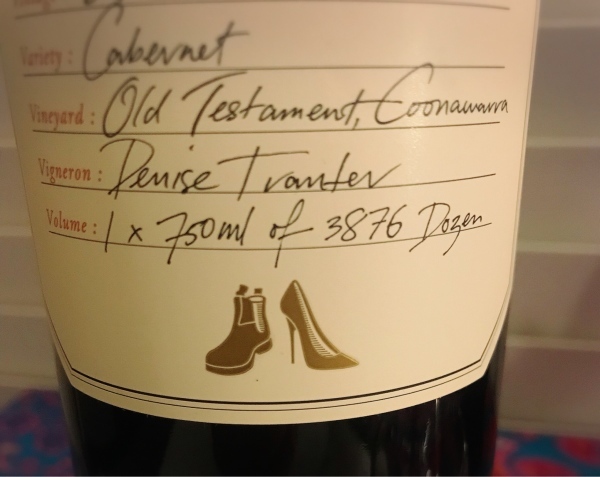 Variety : Cabernet
Vineyard : Old Testament, Coonawarra
Vigneron : Denise Tranter
Volume : 1 x 750ml of 3876 Dozen